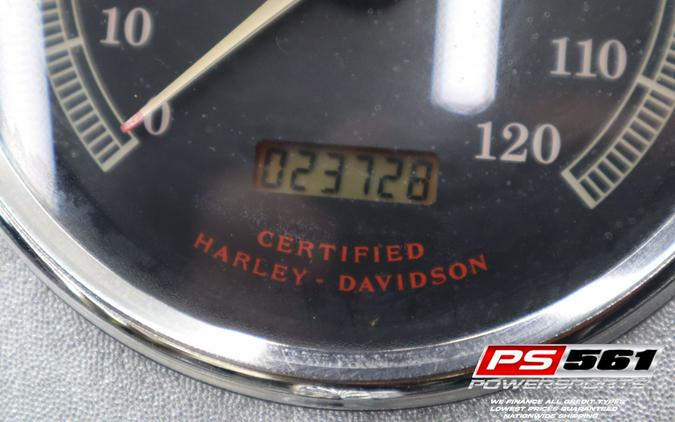 10
0
110
120
023728
CERTIFIED
HARLEY-DAVIDSON
PS 561
POWERSPORTS
WE FINANCE ALL CREDIT TYPES
LOWEST PRICES GUARANTEED
NATIONWIDE SHIPPING